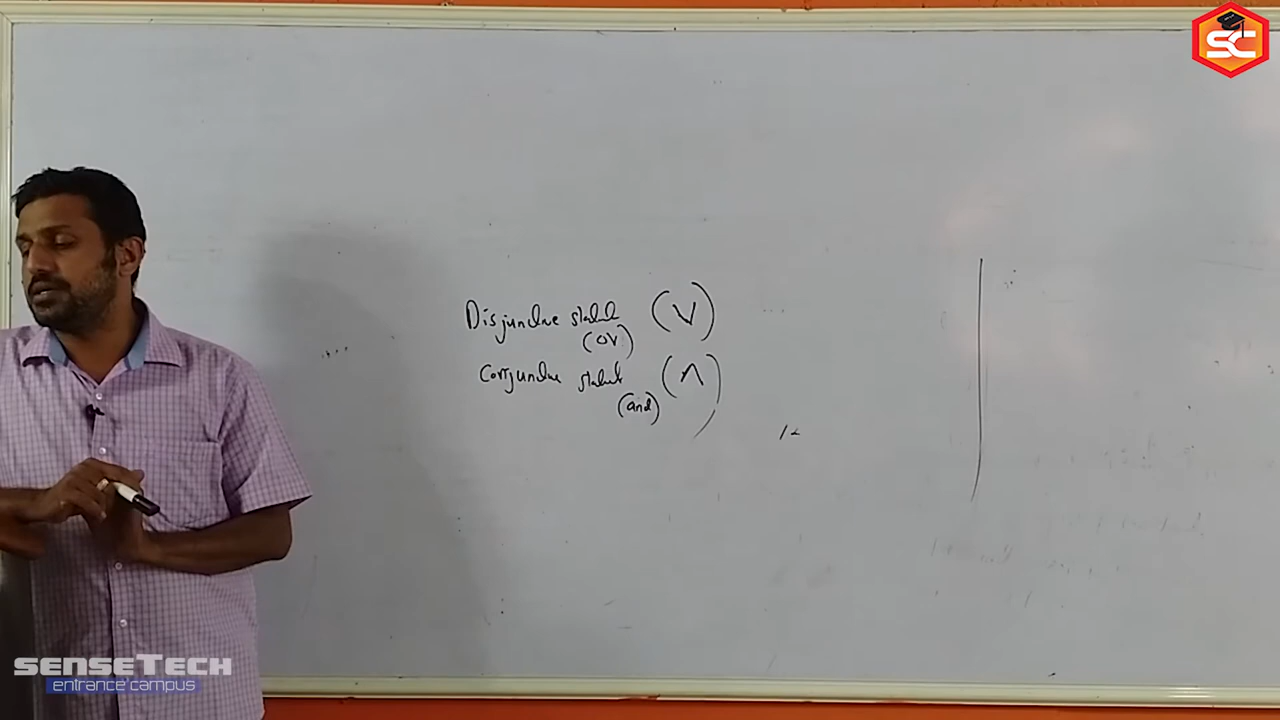 SC
Disjunctive statement (V)
(or)
Conjunctive statement (Λ)
(and)
senseTech
entrance campus